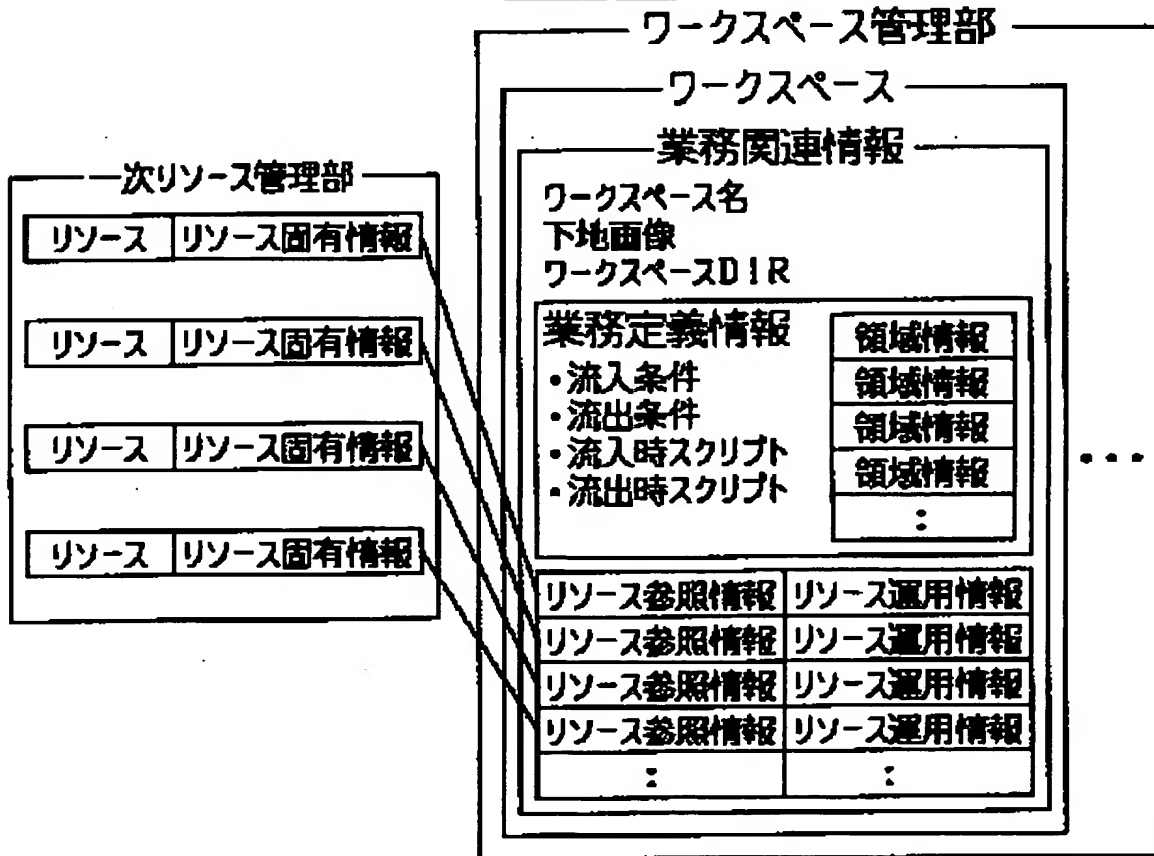 ワークスペース管理部
ワークスペース
業務関連情報
ワークスペース名
下地画像
ワークスペースDIR
業務定義情報
・流入条件
・流出条件
・流入時スクリプト
・流出時スクリプト
領域情報
領域情報
領域情報
領域情報
:
リソース参照情報 リソース運用情報
リソース参照情報 リソース運用情報
リソース参照情報 リソース運用情報
リソース参照情報 リソース運用情報
: :
・・・
次リソース管理部
リソース リソース固有情報
リソース リソース固有情報
リソース リソース固有情報
リソース リソース固有情報